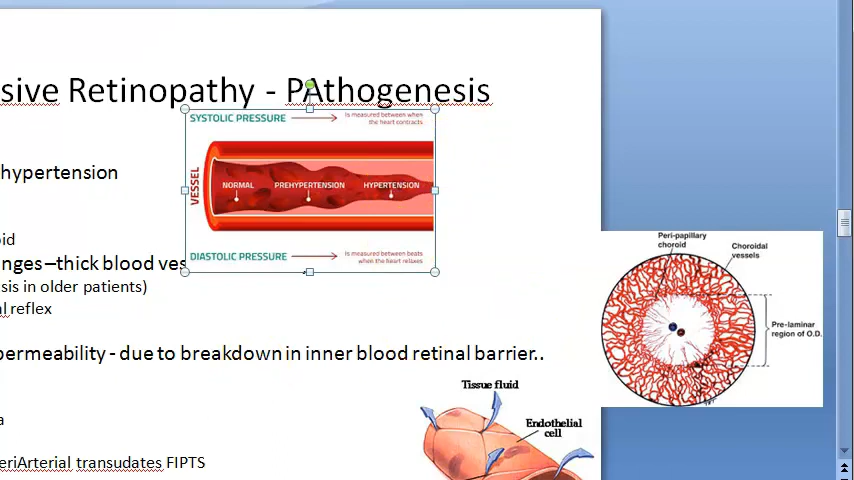 sive Retinopathy - PAthogenesis
SYSTOLIC PRESSURE
Is measured between when
the heart contracts
hypertension
VESSEL
NORMAL
PREHYPERTENSION
HYPERTENSION
oid
DIASTOLIC PRESSURE
Is measured between beats
when the heart relaxes
nges –thick blood ves
sis in older patients)
al reflex
permeability - due to breakdown in inner blood retinal barrier..
a
eriArterial transudates FIPTS
Tissue fluid
Endothelial
cell
Peri-papillary
choroid
Choroidal
vessels
Pre-laminar
region of O.D.